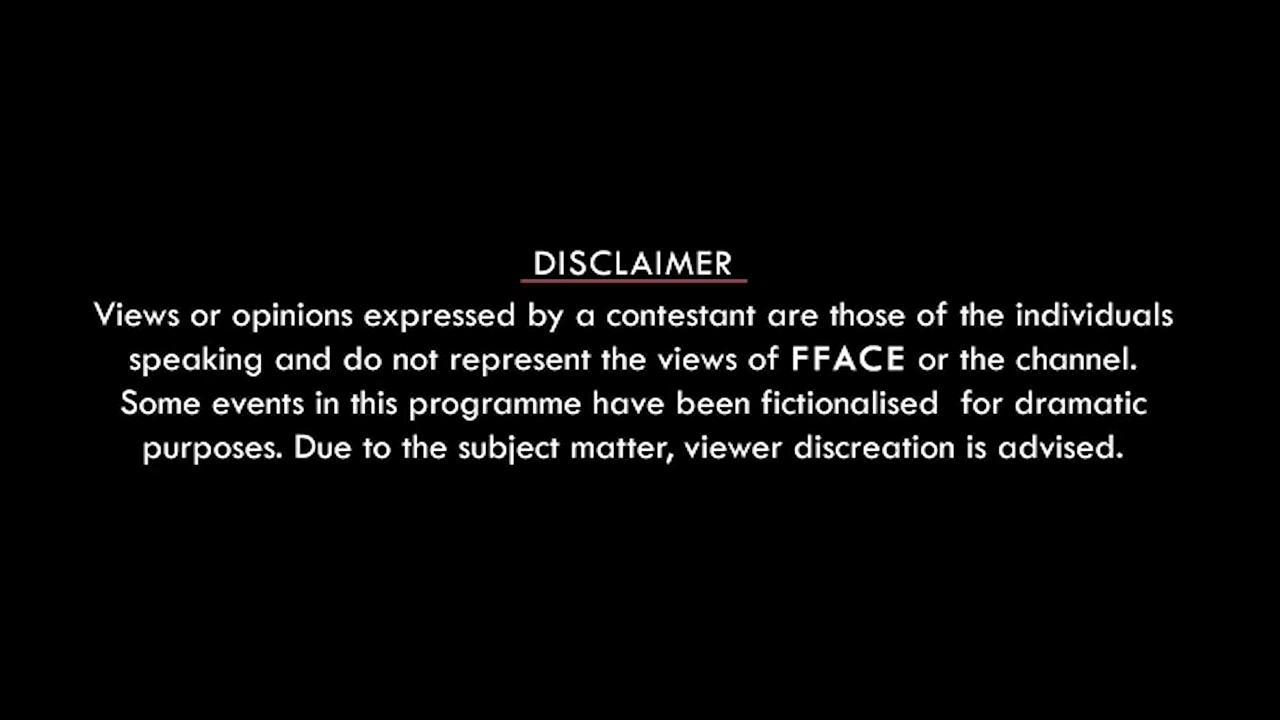 DISCLAIMER
Views or opinions expressed by a contestant are those of the individuals
speaking and do not represent the views of FFACE or the channel.
Some events in this programme have been fictionalised  for dramatic
purposes. Due to the subject matter, viewer discreation is advised.